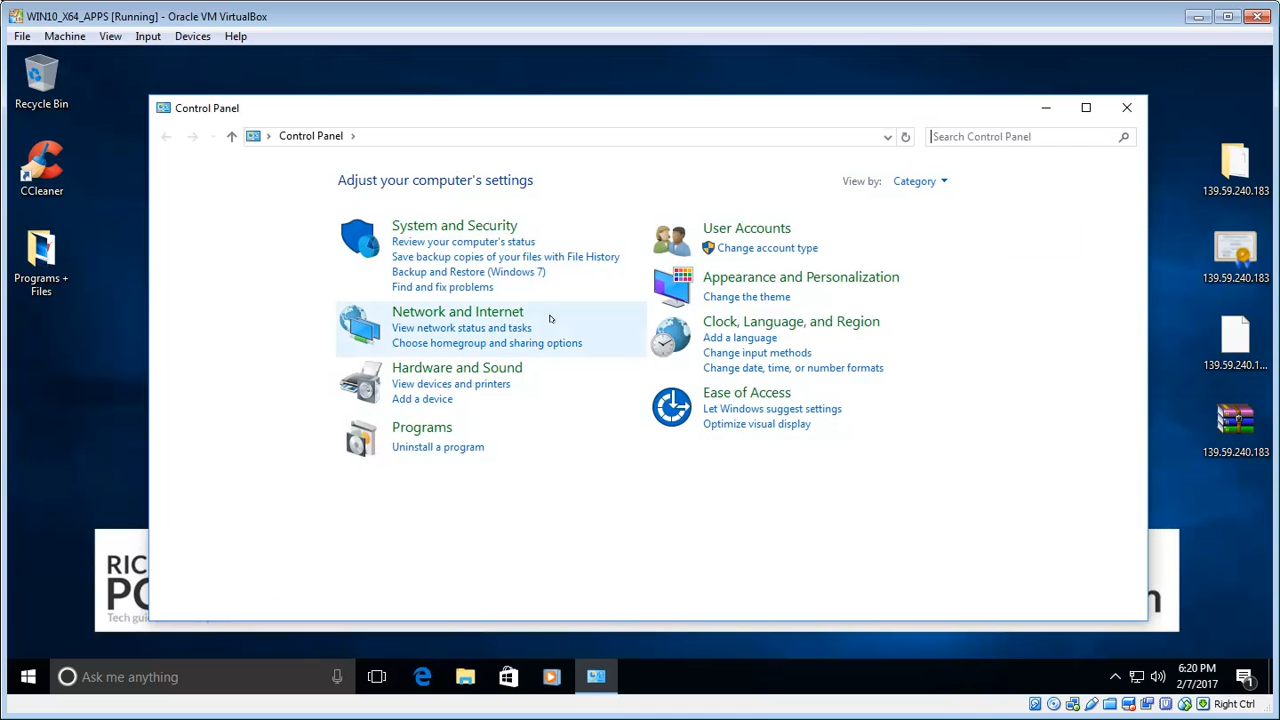 WIN10_X64_APPS [Running] - Oracle VM VirtualBox
File Machine View Input Devices Help
Recycle Bin
CCleaner
Programs +
Files
Control Panel
Control Panel
Search Control Panel
Adjust your computer's settings
View by: Category
System and Security
Review your computer's status
Save backup copies of your files with File History
Backup and Restore (Windows 7)
Find and fix problems
Network and Internet
View network status and tasks
Choose homegroup and sharing options
Hardware and Sound
View devices and printers
Add a device
Programs
Uninstall a program
User Accounts
Change account type
Appearance and Personalization
Change the theme
Clock, Language, and Region
Add a language
Change input methods
Change date, time, or number formats
Ease of Access
Let Windows suggest settings
Optimize visual display
139.59.240.183
139.59.240.183
139.59.240.1...
139.59.240.183
RIC
PO
Tech gui
m
Ask me anything
6:20 PM
2/7/2017
1
Right Ctrl